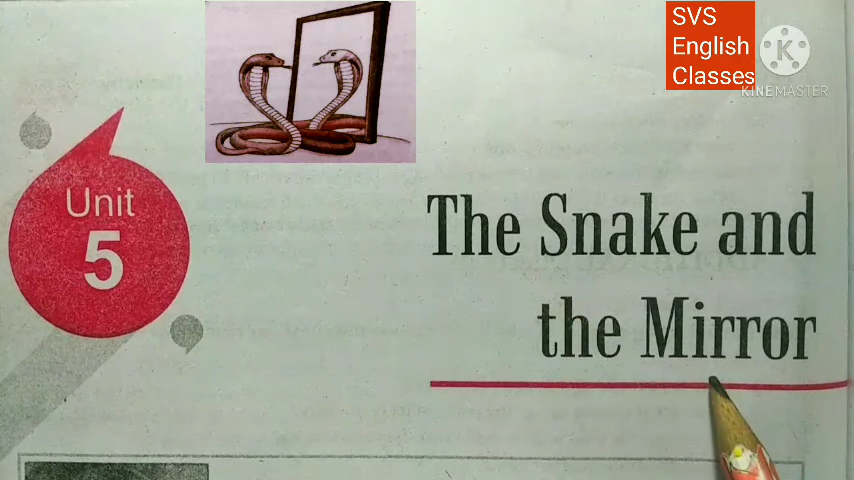 SVS
English
Classes
KINEMASTER
Unit
5
The Snake and
the Mirror